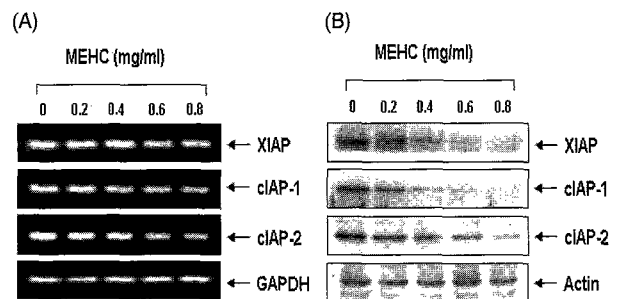 (A)
MEHC (mg/ml)
0 0.2 0.4 0.6 0.8
← XIAP
← cIAP-1
← cIAP-2
← GAPDH
(B)
MEHC (mg/ml)
0 0.2 0.4 0.6 0.8
← XIAP
← cIAP-1
← cIAP-2
← Actin